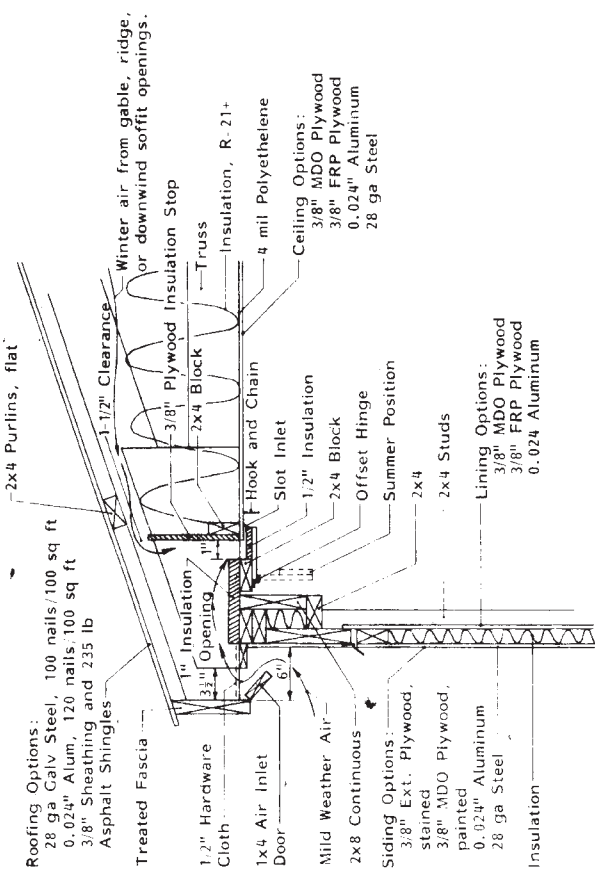 Roofing Options:
28 ga Galv Steel, 100 nails/100 sq ft
0.024" Alum, 120 nails/100 sq ft
3/8" Sheathing and 235 lb
Asphalt Shingles
Treated Fascia
1/2" Hardware
Cloth
1x4 Air Inlet
Door
Mild Weather Air
2x8 Continuous
Siding Options:
3/8" Ext. Plywood,
stained
3/8" MDO Plywood,
painted
0.024" Aluminum
28 ga Steel
Insulation
2x4 Purlins, flat
1-1/2" Clearance
Winter air from gable, ridge,
or downwind soffit openings.
3/8" Plywood Insulation Stop
2x4 Block
Truss
Insulation, R-21+
4 mil Polyethelene
Ceiling Options:
3/8" MDO Plywood
3/8" FRP Plywood
0.024" Aluminum
28 ga Steel
1" Insulation
Opening
3½"
6"
1"
Hook and Chain
Slot Inlet
1/2" Insulation
2x4 Block
Offset Hinge
Summer Position
2x4
2x4 Studs
Lining Options:
3/8" MDO Plywood
3/8" FRP Plywood
0.024 Aluminum